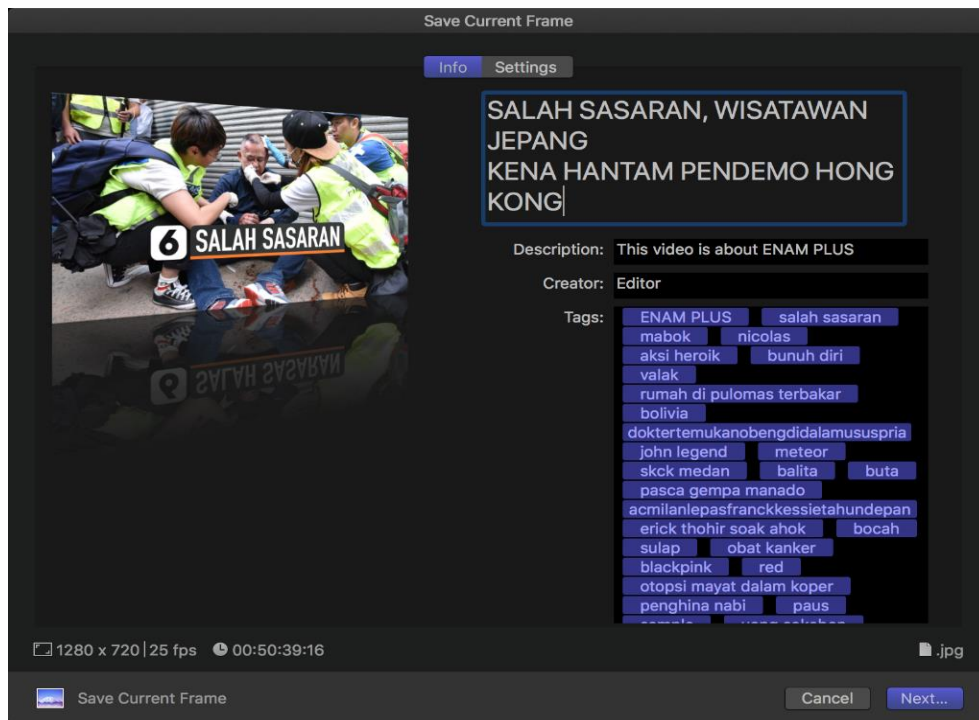 Save Current Frame
Info Settings
SALAH SASARAN, WISATAWAN
JEPANG
KENA HANTAM PENDEMO HONG
KONG
6 SALAH SASARAN
Description: This video is about ENAM PLUS
Creator: Editor
Tags: ENAM PLUS salah sasaran
mabok nicolas
aksi heroik bunuh diri
valak
rumah di pulomas terbakar
bolivia
doktertemukanobengdidalamususpria
john legend meteor
skck medan balita buta
pasca gempa manado
acmilanlepasfranckkessietahundepan
erick thohir soak ahok bocah
sulap obat kanker
blackpink red
otopsi mayat dalam koper
penghina nabi paus
1280 x 720 | 25 fps 00:50:39:16 .jpg
Save Current Frame Cancel Next...